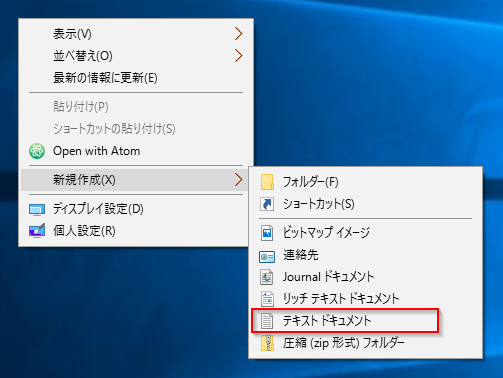 表示(V)
並べ替え(O)
最新の情報に更新(E)
貼り付け(P)
ショートカットの貼り付け(S)
Open with Atom
新規作成(X)
ディスプレイ設定(D)
個人設定(R)
フォルダー(F)
ショートカット(S)
ビットマップ イメージ
連絡先
Journal ドキュメント
リッチ テキスト ドキュメント
テキスト ドキュメント
圧縮 (zip 形式) フォルダー